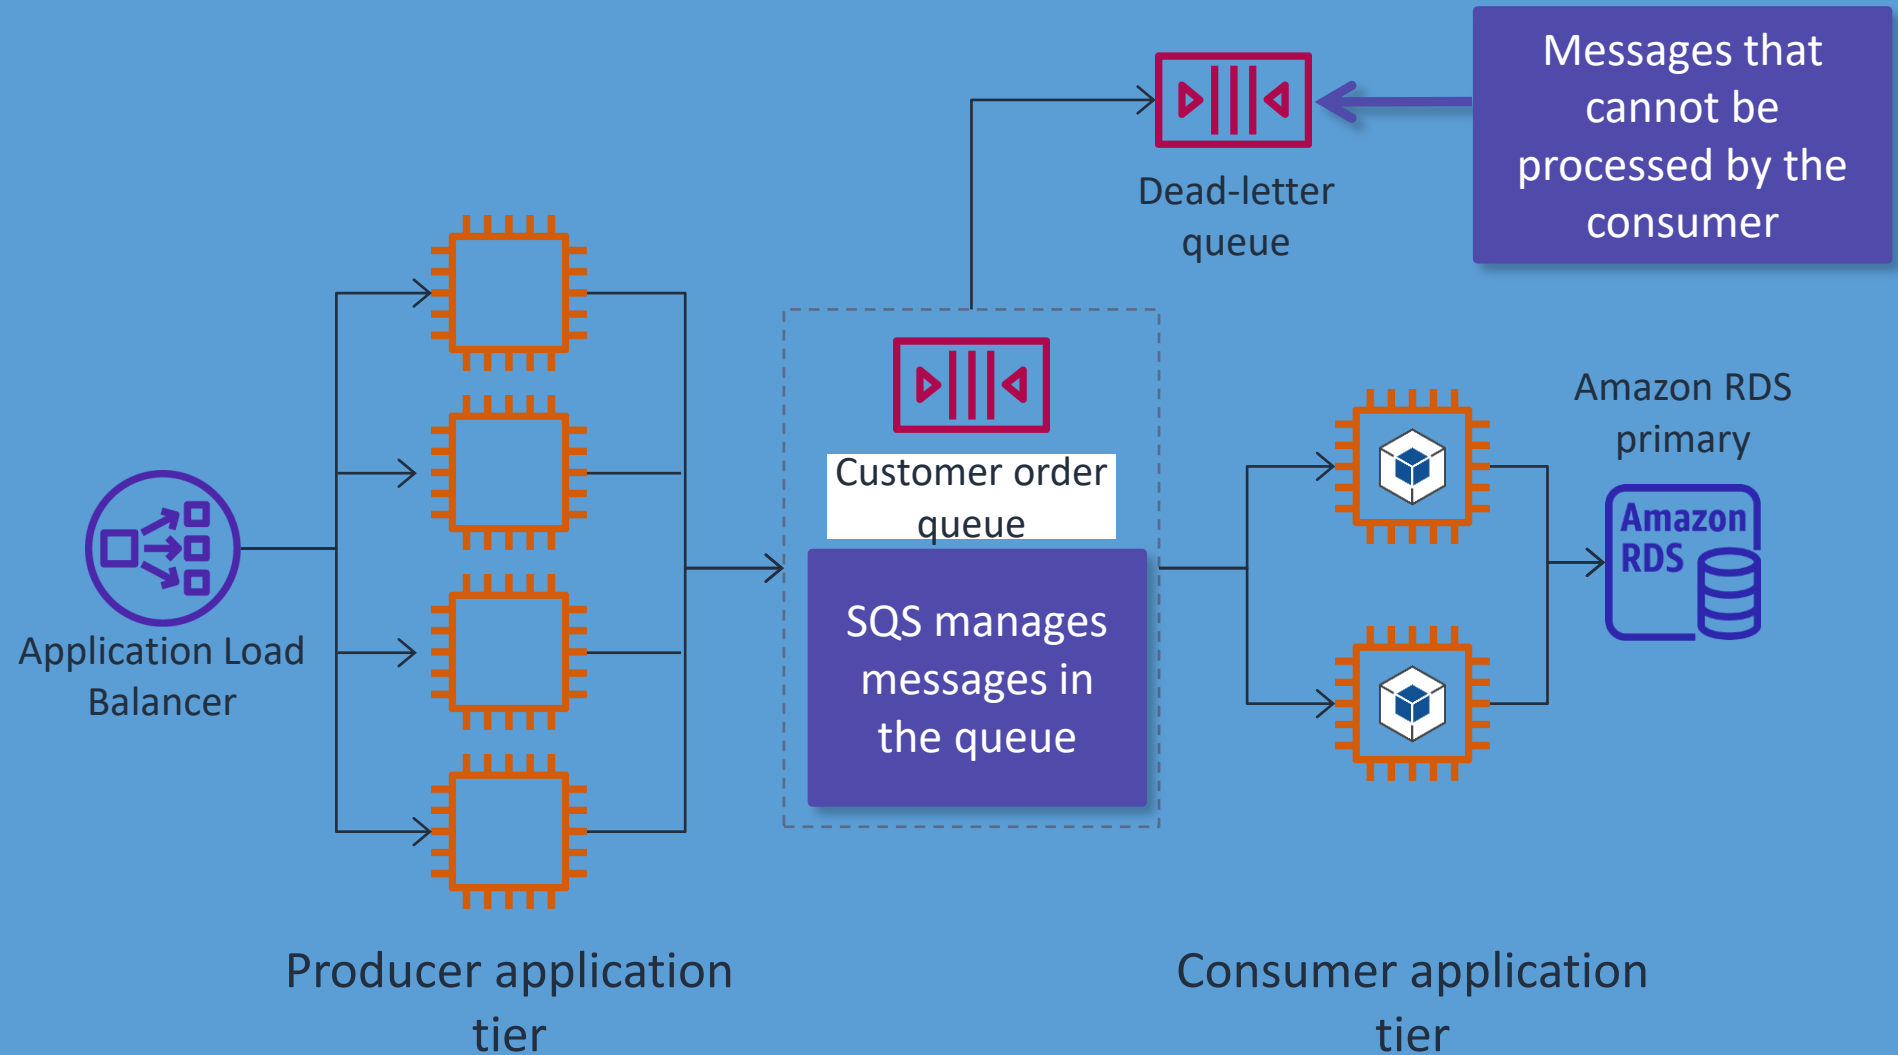 Messages that
cannot be
processed by the
consumer
Dead-letter
queue
Customer order
queue
SQS manages
messages in
the queue
Amazon RDS
primary
Amazon
RDS
Application Load
Balancer
Producer application
tier
Consumer application
tier